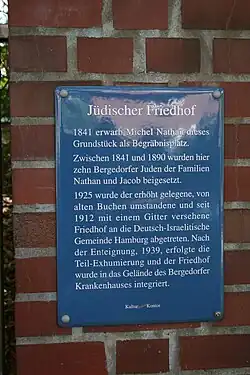 Jüdischer Friedhof
1841 erwarb Michel Nathan dieses
Grundstück als Begräbnisplatz.
Zwischen 1841 und 1890 wurden hier
zehn Bergedorfer Juden der Familien
Nathan und Jacob beigesetzt.
1925 wurde der erhöht gelegene, von
alten Buchen umstandene und seit
1912 mit einem Gitter versehene
Friedhof an die Deutsch-Israelitische
Gemeinde Hamburg abgetreten. Nach
der Enteignung, 1939, erfolgte die
Teil-Exhumierung und der Friedhof
wurde in das Gelände des Bergedorfer
Krankenhauses integriert.
Kultur Kontor